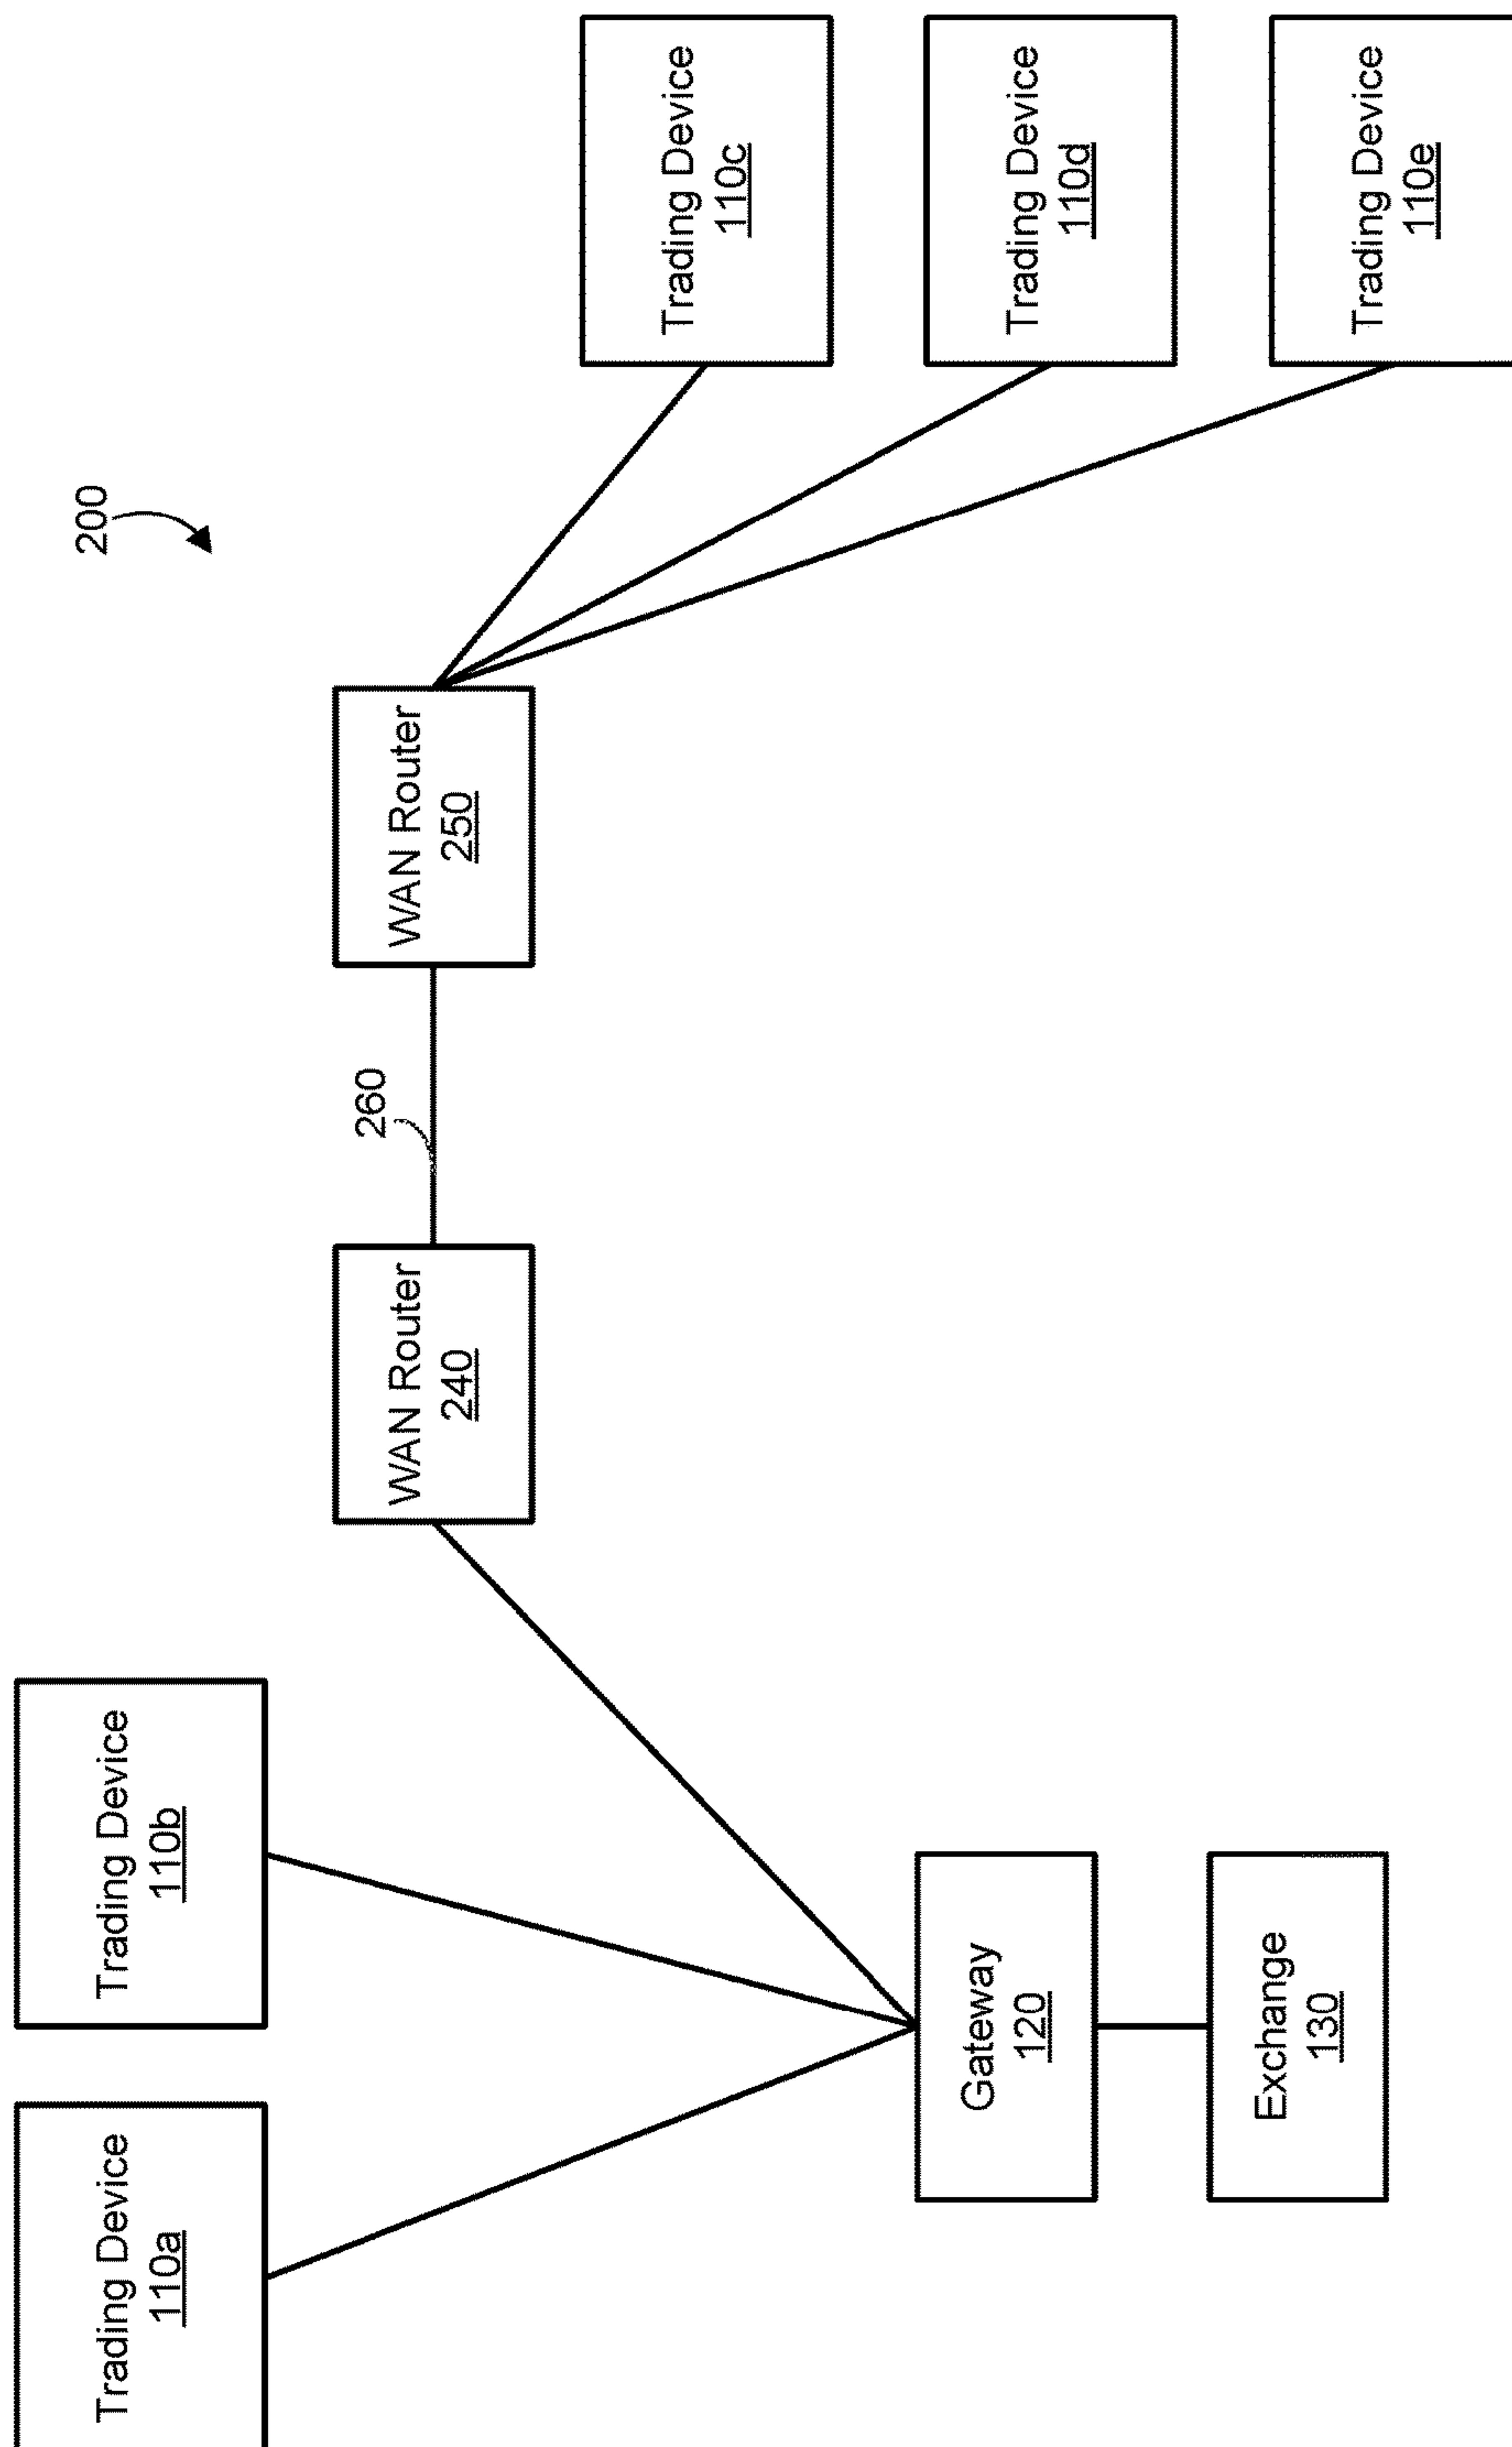 200
Trading Device
110a
Trading Device
110b
WAN Router
240
260
WAN Router
250
Gateway
120
Exchange
130
Trading Device
110c
Trading Device
110d
Trading Device
110e